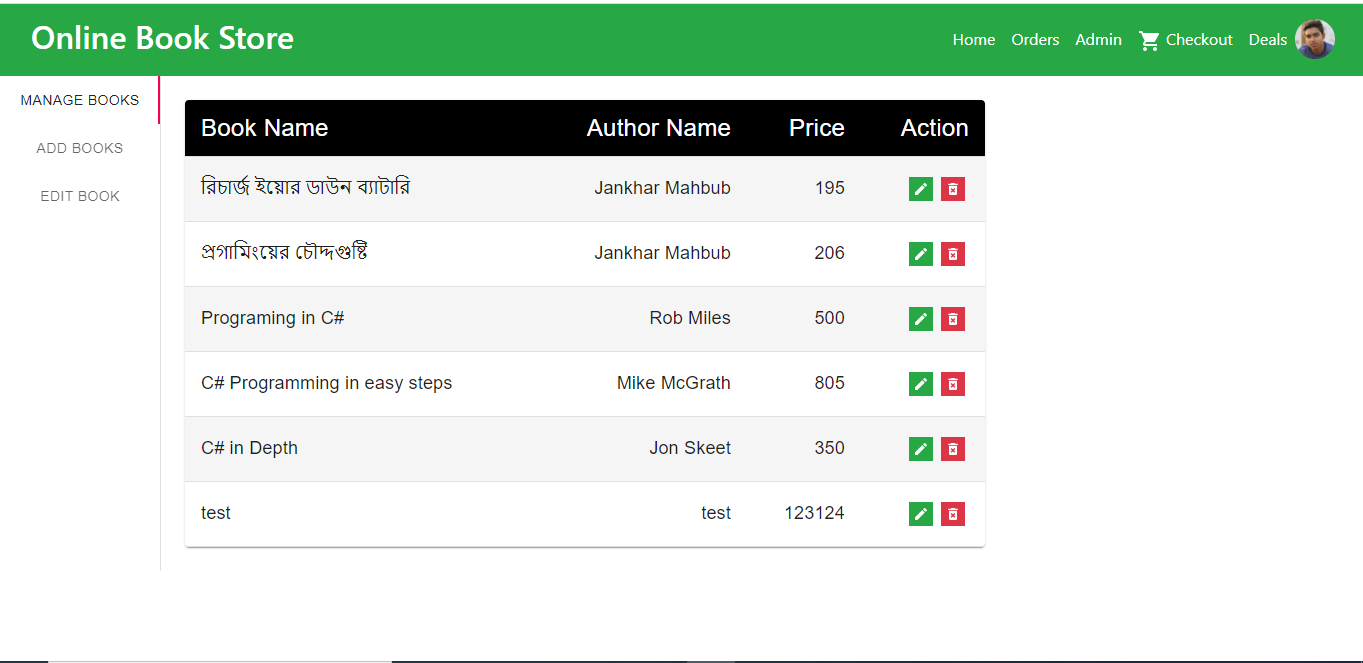 Online Book Store
Home Orders Admin Checkout Deals
MANAGE BOOKS
ADD BOOKS
EDIT BOOK
Book Name Author Name Price Action
রিচার্জ ইয়োর ডাউন ব্যাটারি Jankhar Mahbub 195
প্রগামিংয়ের চৌদ্দগুষ্টি Jankhar Mahbub 206
Programing in C# Rob Miles 500
C# Programming in easy steps Mike McGrath 805
C# in Depth Jon Skeet 350
test test 123124